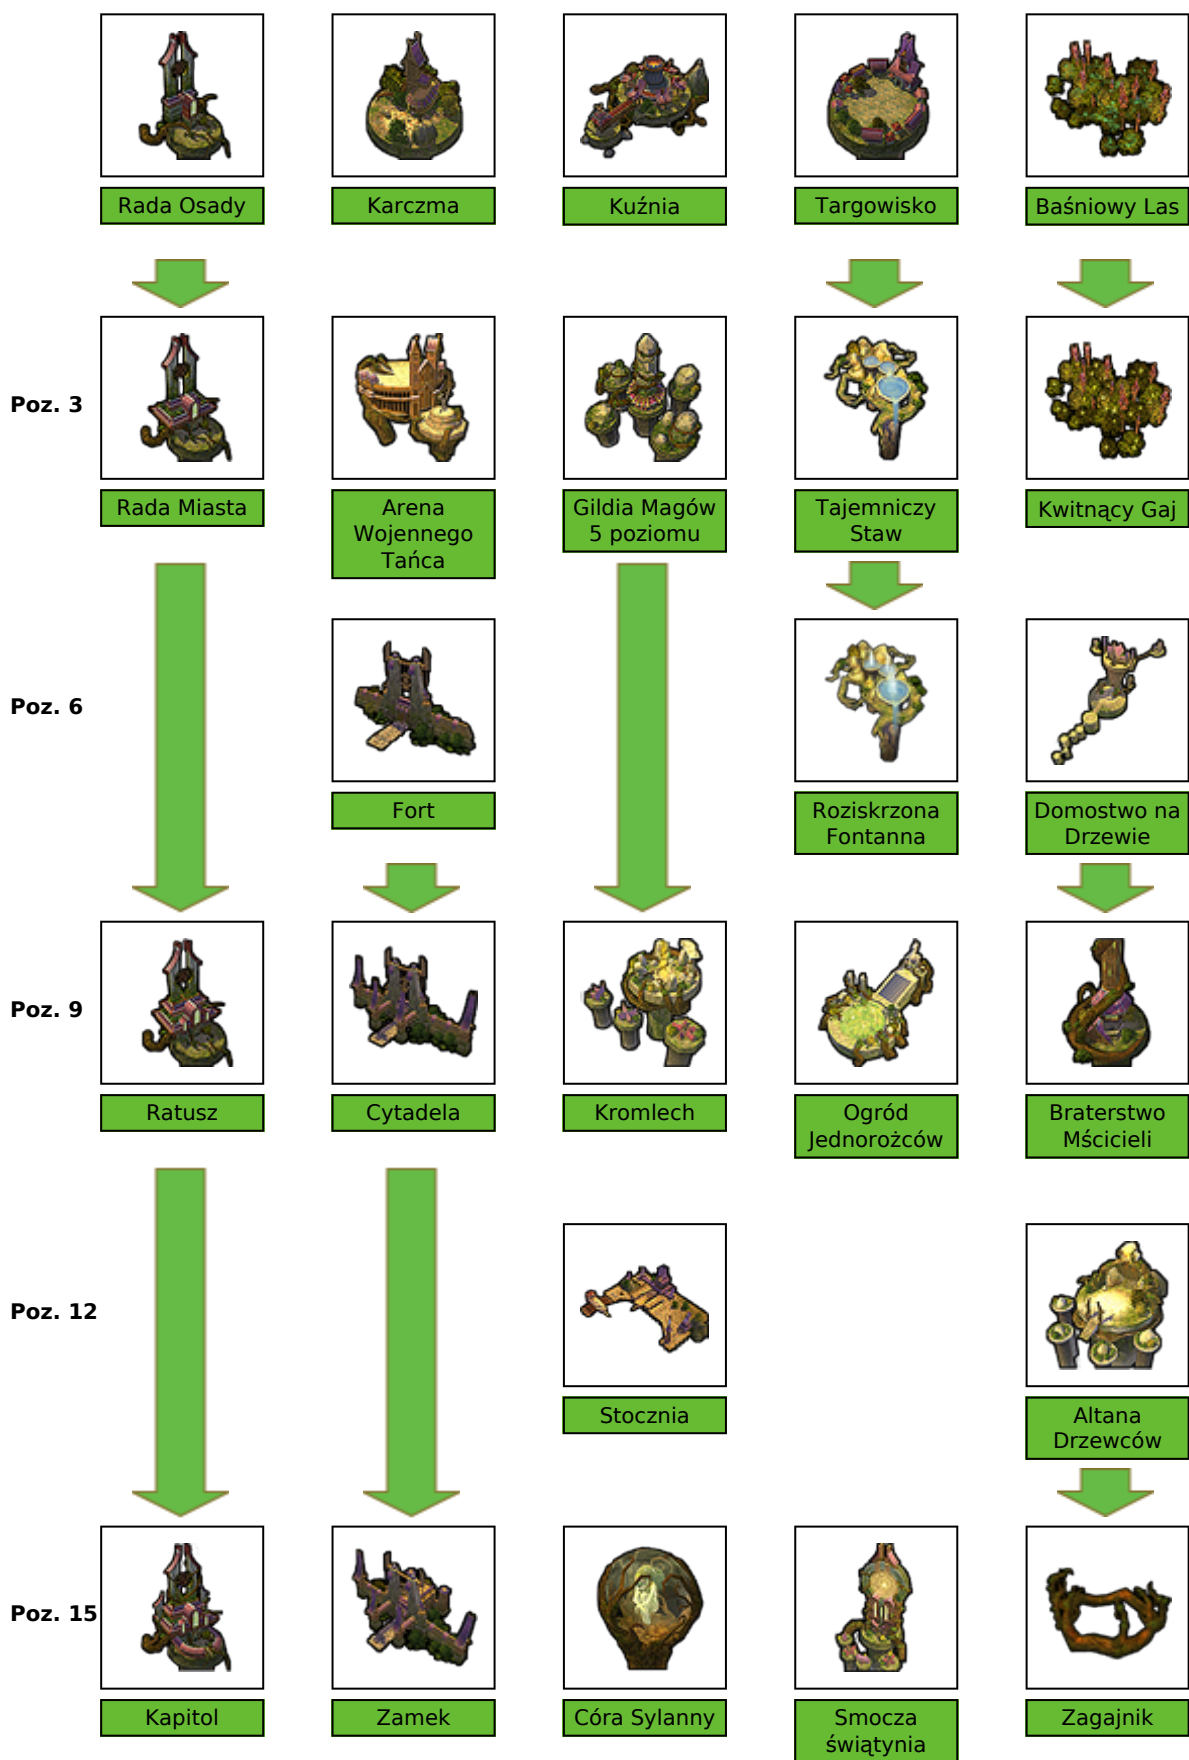 Rada Osady
Karczma
Kuźnia
Targowisko
Baśniowy Las
Poz. 3
Rada Miasta
Arena
Wojennego
Tańca
Gildia Magów
5 poziomu
Tajemniczy
Staw
Kwitnący Gaj
Poz. 6
Fort
Roziskrzona
Fontanna
Domostwo na
Drzewie
Poz. 9
Ratusz
Cytadela
Kromlech
Ogród
Jednorożców
Braterstwo
Mścicieli
Poz. 12
Stocznia
Altana
Drzewców
Poz. 15
Kapitol
Zamek
Córa Sylanny
Smocza
świątynia
Zagajnik